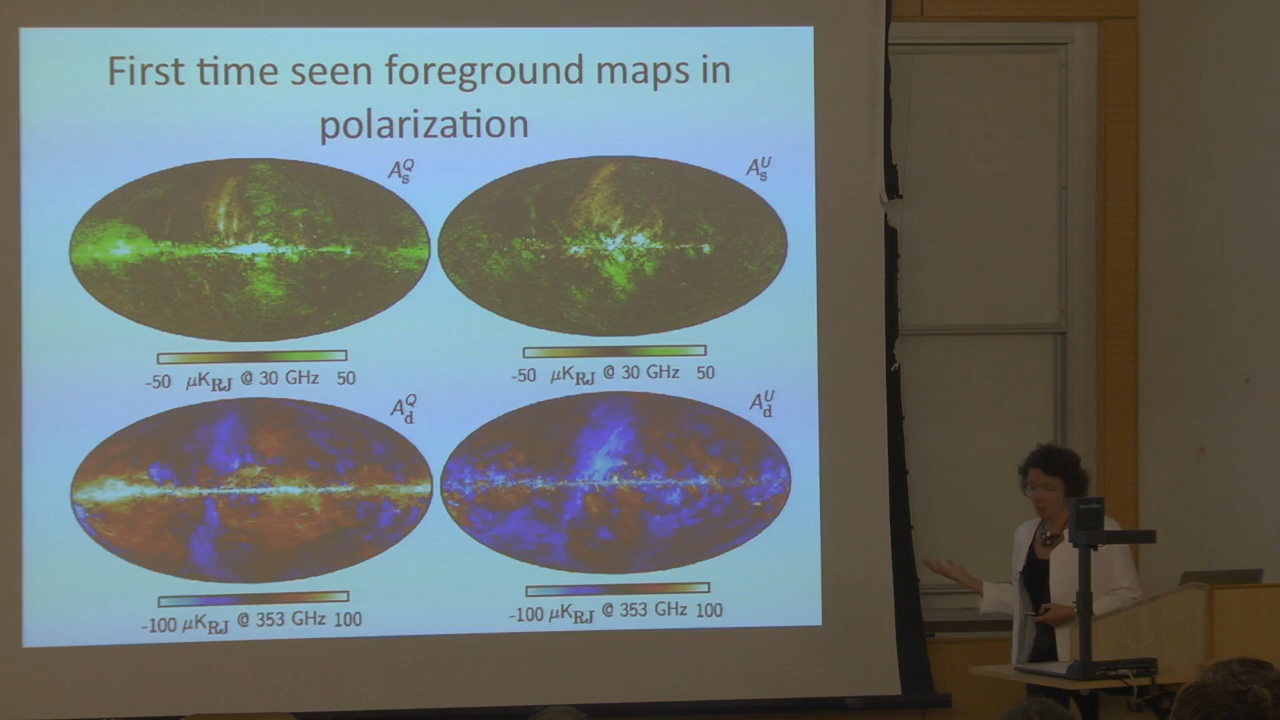 First time seen foreground maps in
polarization
A_s^Q
A_s^U
-50 μK_RJ @ 30 GHz 50
-50 μK_RJ @ 30 GHz 50
A_d^Q
A_d^U
-100 μK_RJ @ 353 GHz 100
-100 μK_RJ @ 353 GHz 100